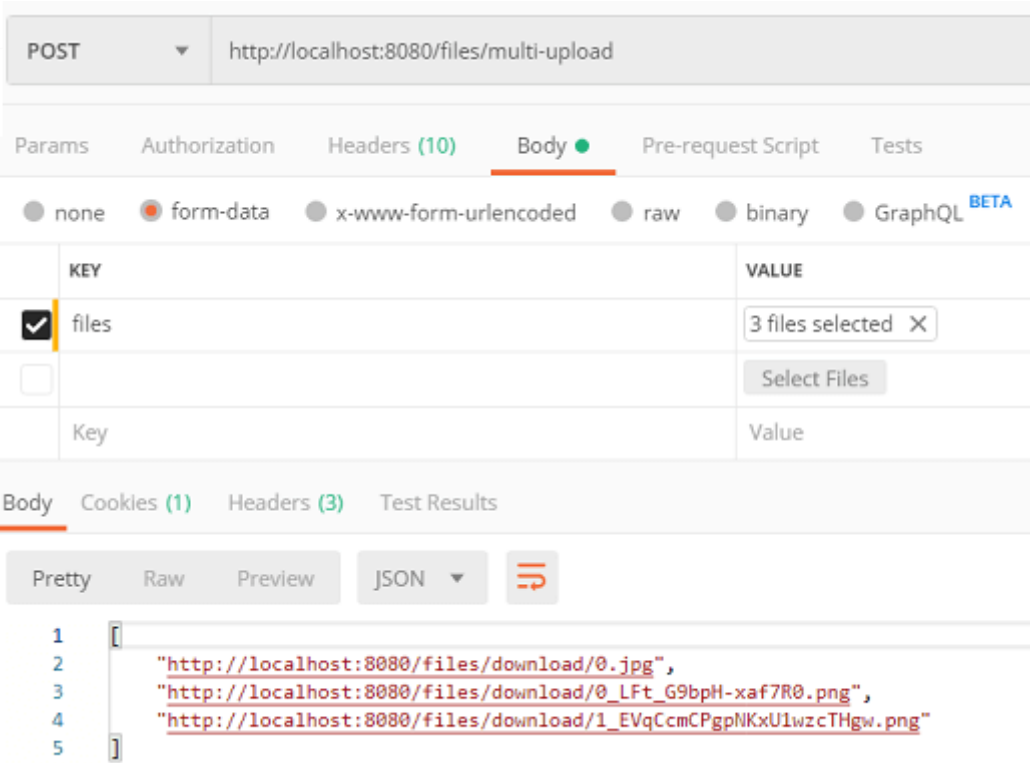 POST http://localhost:8080/files/multi-upload
Params Authorization Headers (10) Body Pre-request Script Tests
none form-data x-www-form-urlencoded raw binary GraphQL BETA
KEY VALUE
files 3 files selected
Select Files
Key Value
Body Cookies (1) Headers (3) Test Results
Pretty Raw Preview JSON
1 [
2 "http://localhost:8080/files/download/0.jpg",
3 "http://localhost:8080/files/download/0_LFt_G9bpH-xaf7R0.png",
4 "http://localhost:8080/files/download/1_EVqCcmCPgpNKxU1wzcTHgw.png"
5 ]